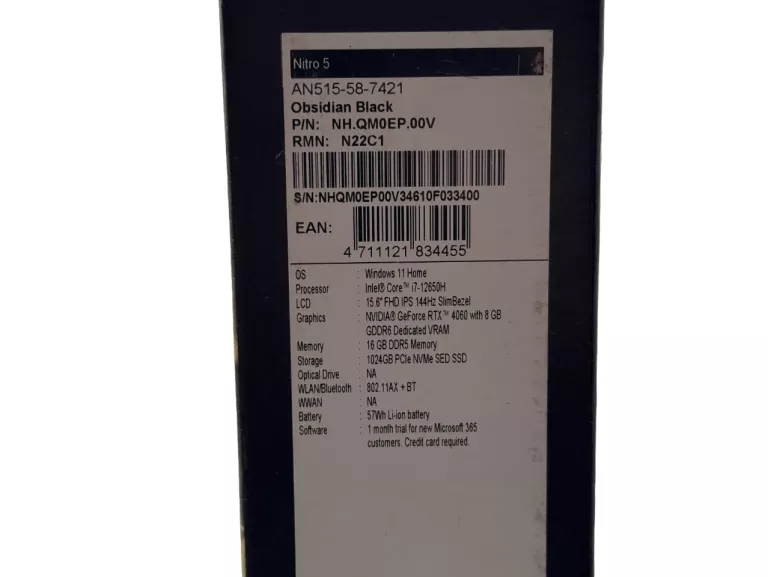 Nitro 5
AN515-58-7421
Obsidian Black
P/N: NH.QM0EP.00V
RMN: N22C1
S/N:NHQM0EP00V34610F033400
EAN:
4 711121 834455
OS : Windows 11 Home
Processor : Intel® Core™ i7-12650H
LCD : 15.6" FHD IPS 144Hz SlimBezel
Graphics : NVIDIA® GeForce RTX™ 4060 with 8 GB
GDDR6 Dedicated VRAM
Memory : 16 GB DDR5 Memory
Storage : 1024GB PCIe NVMe SED SSD
Optical Drive : NA
WLAN/Bluetooth : 802.11AX + BT
WWAN : NA
Battery : 57Wh Li-ion battery
Software : 1 month trial for new Microsoft 365
customers. Credit card required.